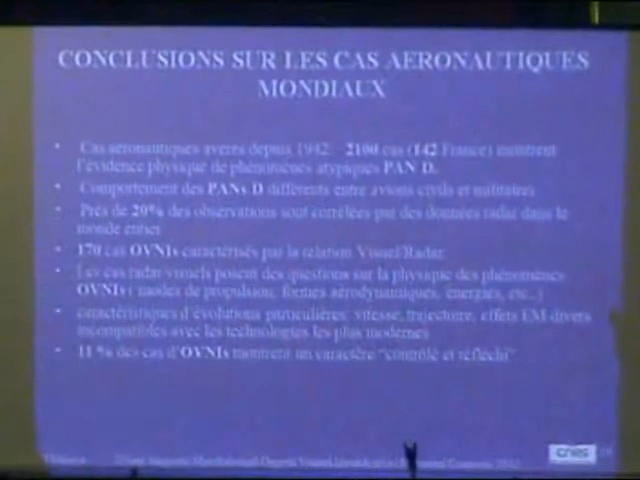 CONCLUSIONS SUR LES CAS AERONAUTIQUES
MONDIAUX
- Cas aéronautiques avérés depuis 1942 : 2100 cas (142 France) montrent
l'évidence physique de phénomènes atypiques PAN D.
- Comportement des PANs D différents entre avions civils et militaires
- Près de 20% des observations sont corrélées par des données radar dans le
monde entier
- 170 cas OVNIs caractérisés par la relation Visuel/Radar
- Les cas radar-visuels posent des questions sur la physique des phénomènes
OVNIs ( modes de propulsion, formes aérodynamiques, énergies, etc..)
- caractéristiques d'évolutions particulières: vitesse, trajectoire, effets EM divers
incompatibles avec les technologies les plus modernes
- 11 % des cas d'OVNIs montrent un caractère "contrôlé et réfléchi"
cnes